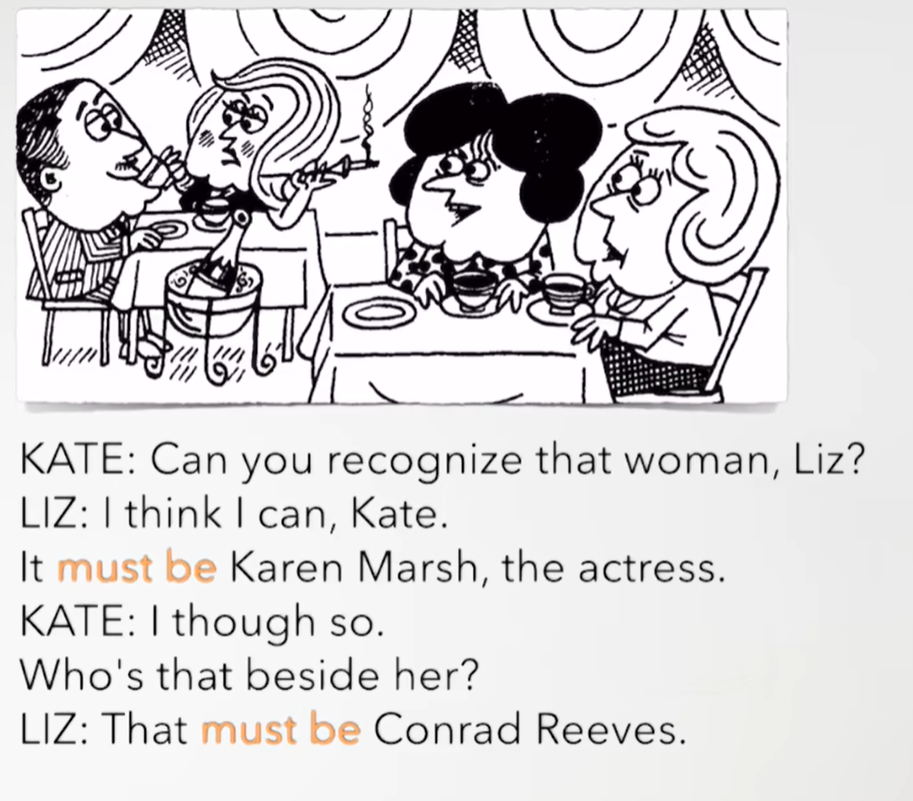 KATE: Can you recognize that woman, Liz?
LIZ: I think I can, Kate.
It must be Karen Marsh, the actress.
KATE: I though so.
Who's that beside her?
LIZ: That must be Conrad Reeves.